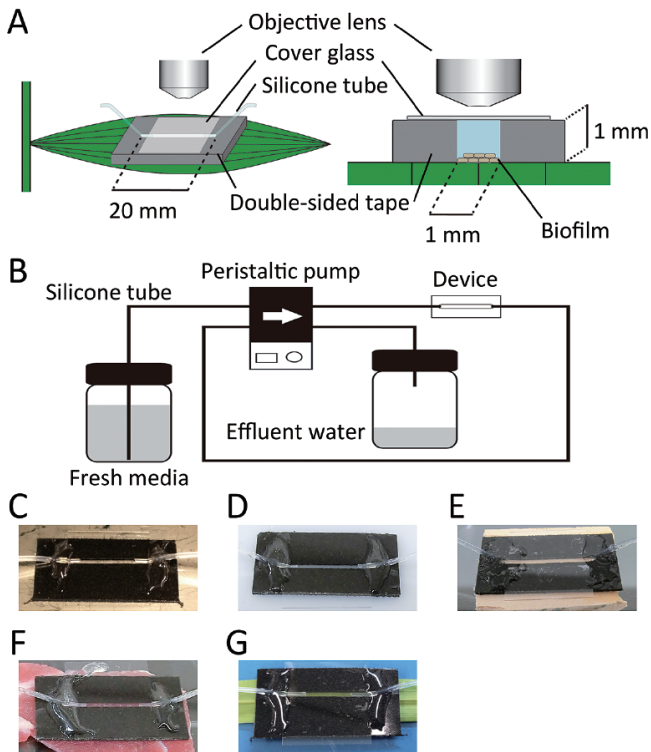 A
Objective lens
Cover glass
Silicone tube
20 mm
Double-sided tape
1 mm
1 mm
Biofilm
B
Peristaltic pump
Silicone tube
Device
Effluent water
Fresh media
C
D
E
F
G